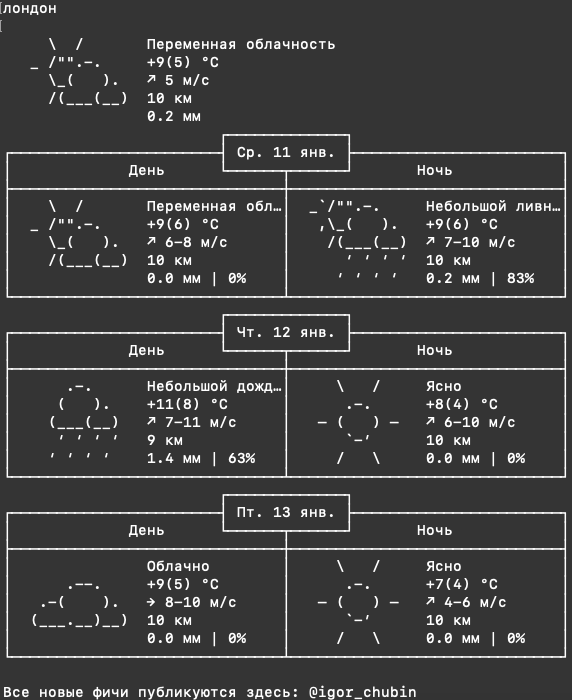 лондон
Переменная облачность
+9(5) °C
↗ 5 м/с
10 км
0.2 мм
Ср. 11 янв.
День Ночь
Переменная обл… Небольшой ливн…
+9(6) °C +9(6) °C
↗ 6-8 м/с ↗ 7-10 м/с
10 км 10 км
0.0 мм | 0% 0.2 мм | 83%
Чт. 12 янв.
День Ночь
Небольшой дожд… Ясно
+11(8) °C +8(4) °C
↗ 7-11 м/с ↗ 6-10 м/с
9 км 10 км
1.4 мм | 63% 0.0 мм | 0%
Пт. 13 янв.
День Ночь
Облачно Ясно
+9(5) °C +7(4) °C
→ 8-10 м/с ↗ 4-6 м/с
10 км 10 км
0.0 мм | 0% 0.0 мм | 0%
Все новые фичи публикуются здесь: @igor_chubin